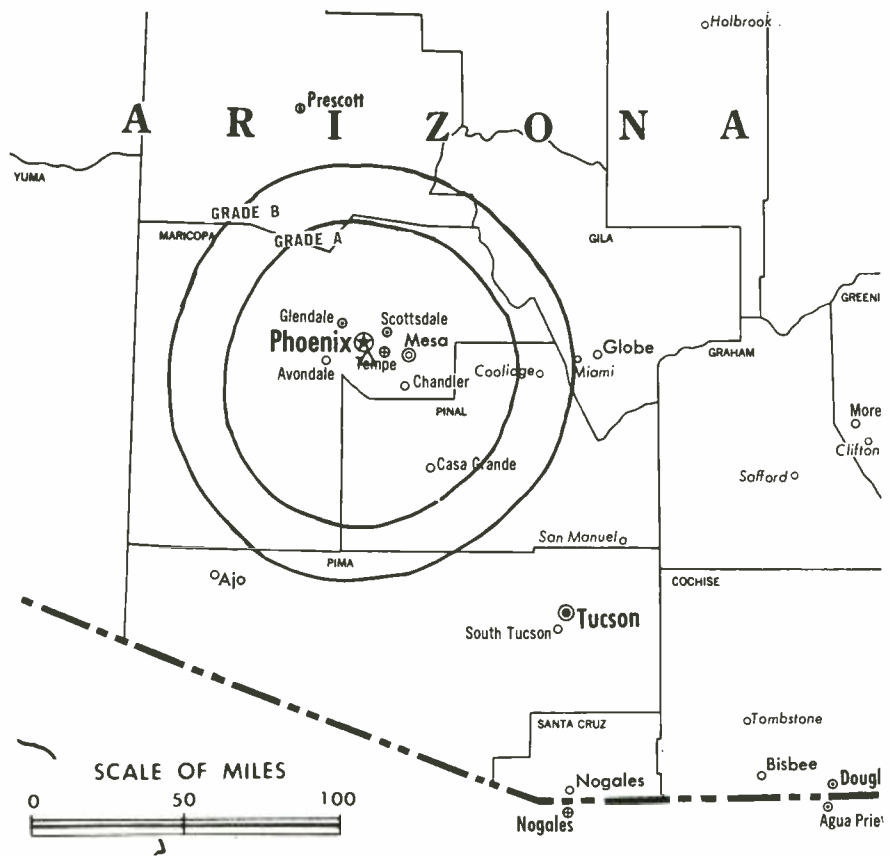 Holbrook
Prescott
A R I Z O N A
YUMA
GRADE B
MARICOPA
GRADE A
GILA
GREENI
Glendale
Scottsdale
Phoenix
Mesa
Tempe
Globe
GRAHAM
Avondale
Chandler
Coolidge
Miami
PINAL
More
Clifton
Casa Grande
Safford
San Manuel
PIMA
Ajo
COCHISE
Tucson
South Tucson
SANTA CRUZ
Tombstone
SCALE OF MILES
0 50 100
Nogales
Bisbee
Dougl
Nogales
Agua Prie